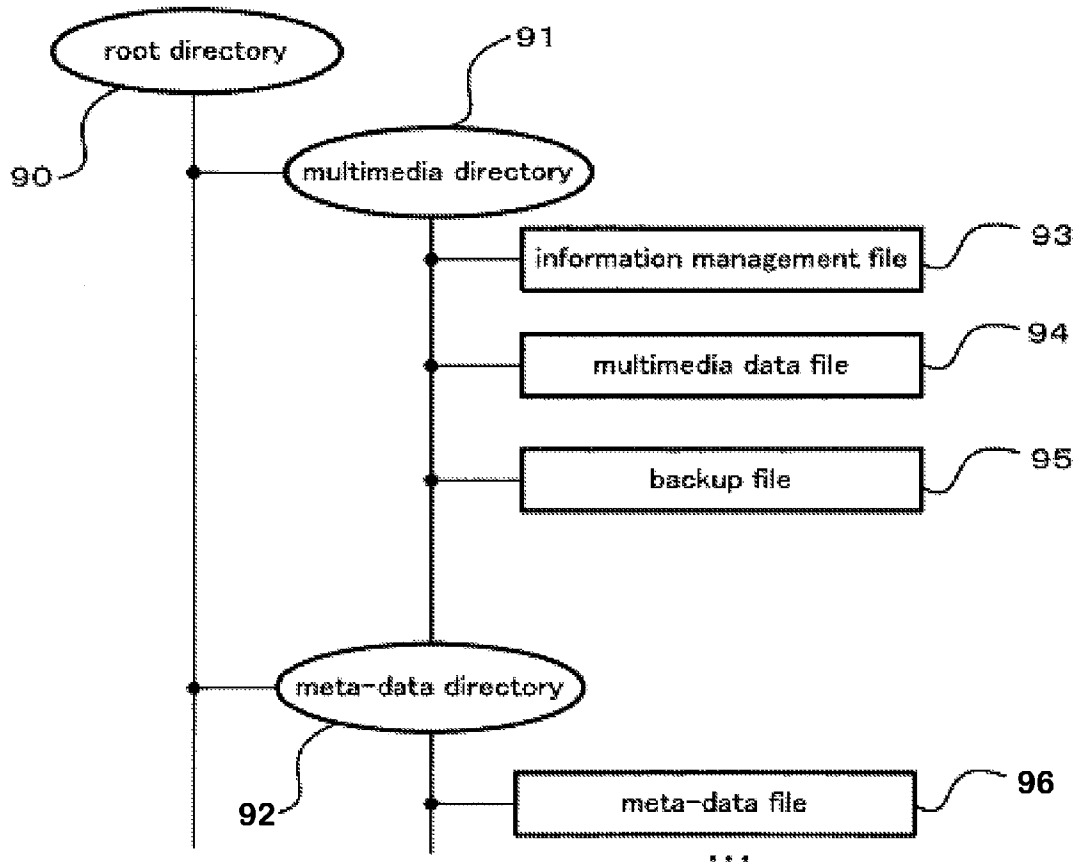 root directory
91
90
multimedia directory
93
information management file
94
multimedia data file
95
backup file
meta-data directory
92
96
meta-data file
...